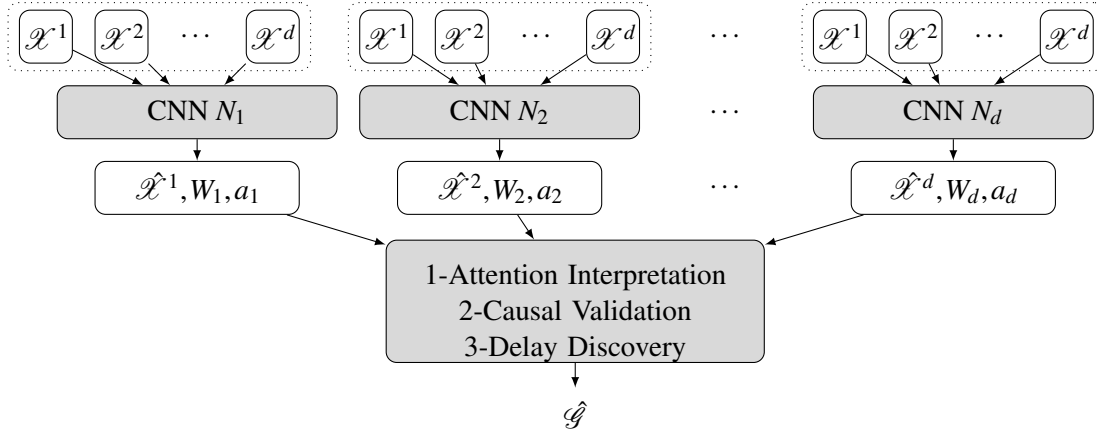 𝒳¹ 𝒳² ⋯ 𝒳ᵈ 𝒳¹ 𝒳² ⋯ 𝒳ᵈ ⋯ 𝒳¹ 𝒳² ⋯ 𝒳ᵈ
CNN N₁ CNN N₂ ⋯ CNN N_d
𝒳̂¹, W₁, a₁ 𝒳̂², W₂, a₂ ⋯ 𝒳̂ᵈ, W_d, a_d
1-Attention Interpretation
2-Causal Validation
3-Delay Discovery
𝒢̂